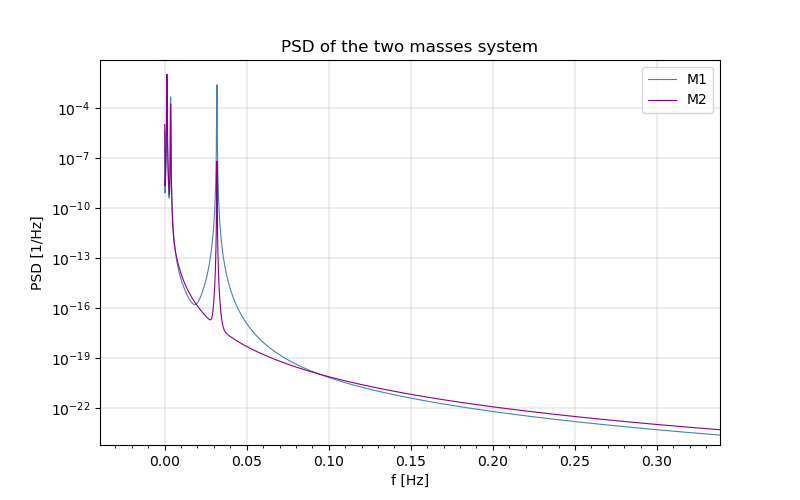 PSD of the two masses system
M1
M2
PSD [1/Hz]
10⁻⁴
10⁻⁷
10⁻¹⁰
10⁻¹³
10⁻¹⁶
10⁻¹⁹
10⁻²²
0.00 0.05 0.10 0.15 0.20 0.25 0.30
f [Hz]